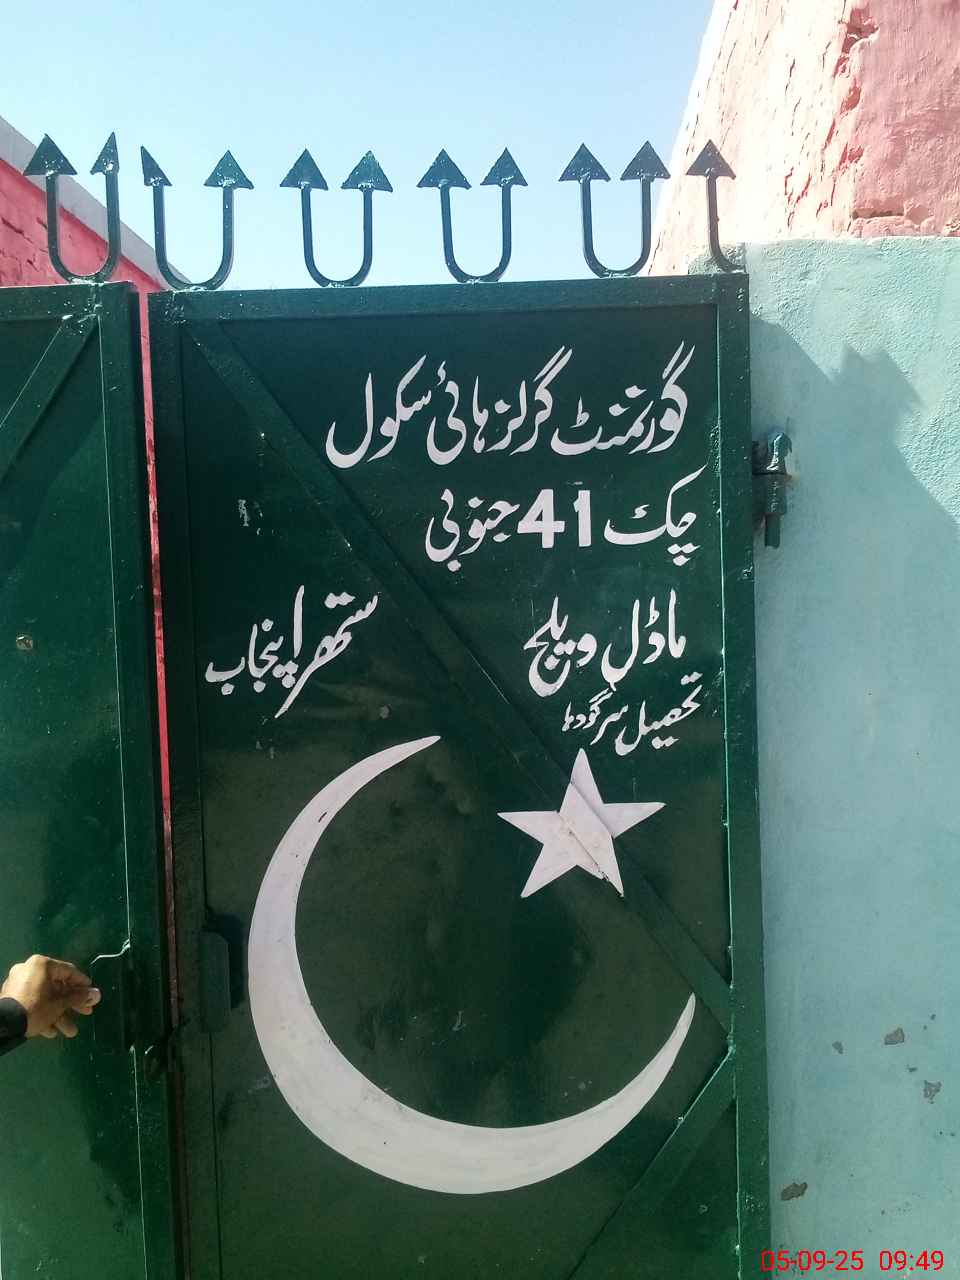 گورنمنٹ گرلز ہائی سکول
چک 41 جنوبی
ماڈل ویلج
ستھرا پنجاب
تحصیل سرگودہا
05-09-25 09:49